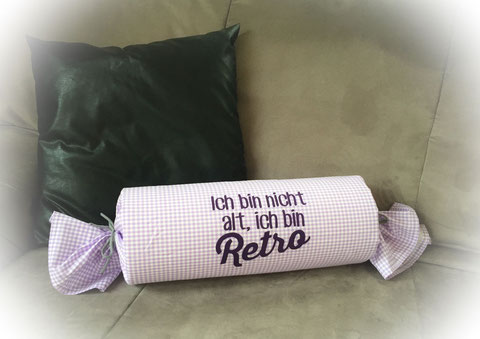 Ich bin nicht
alt, ich bin
Retro